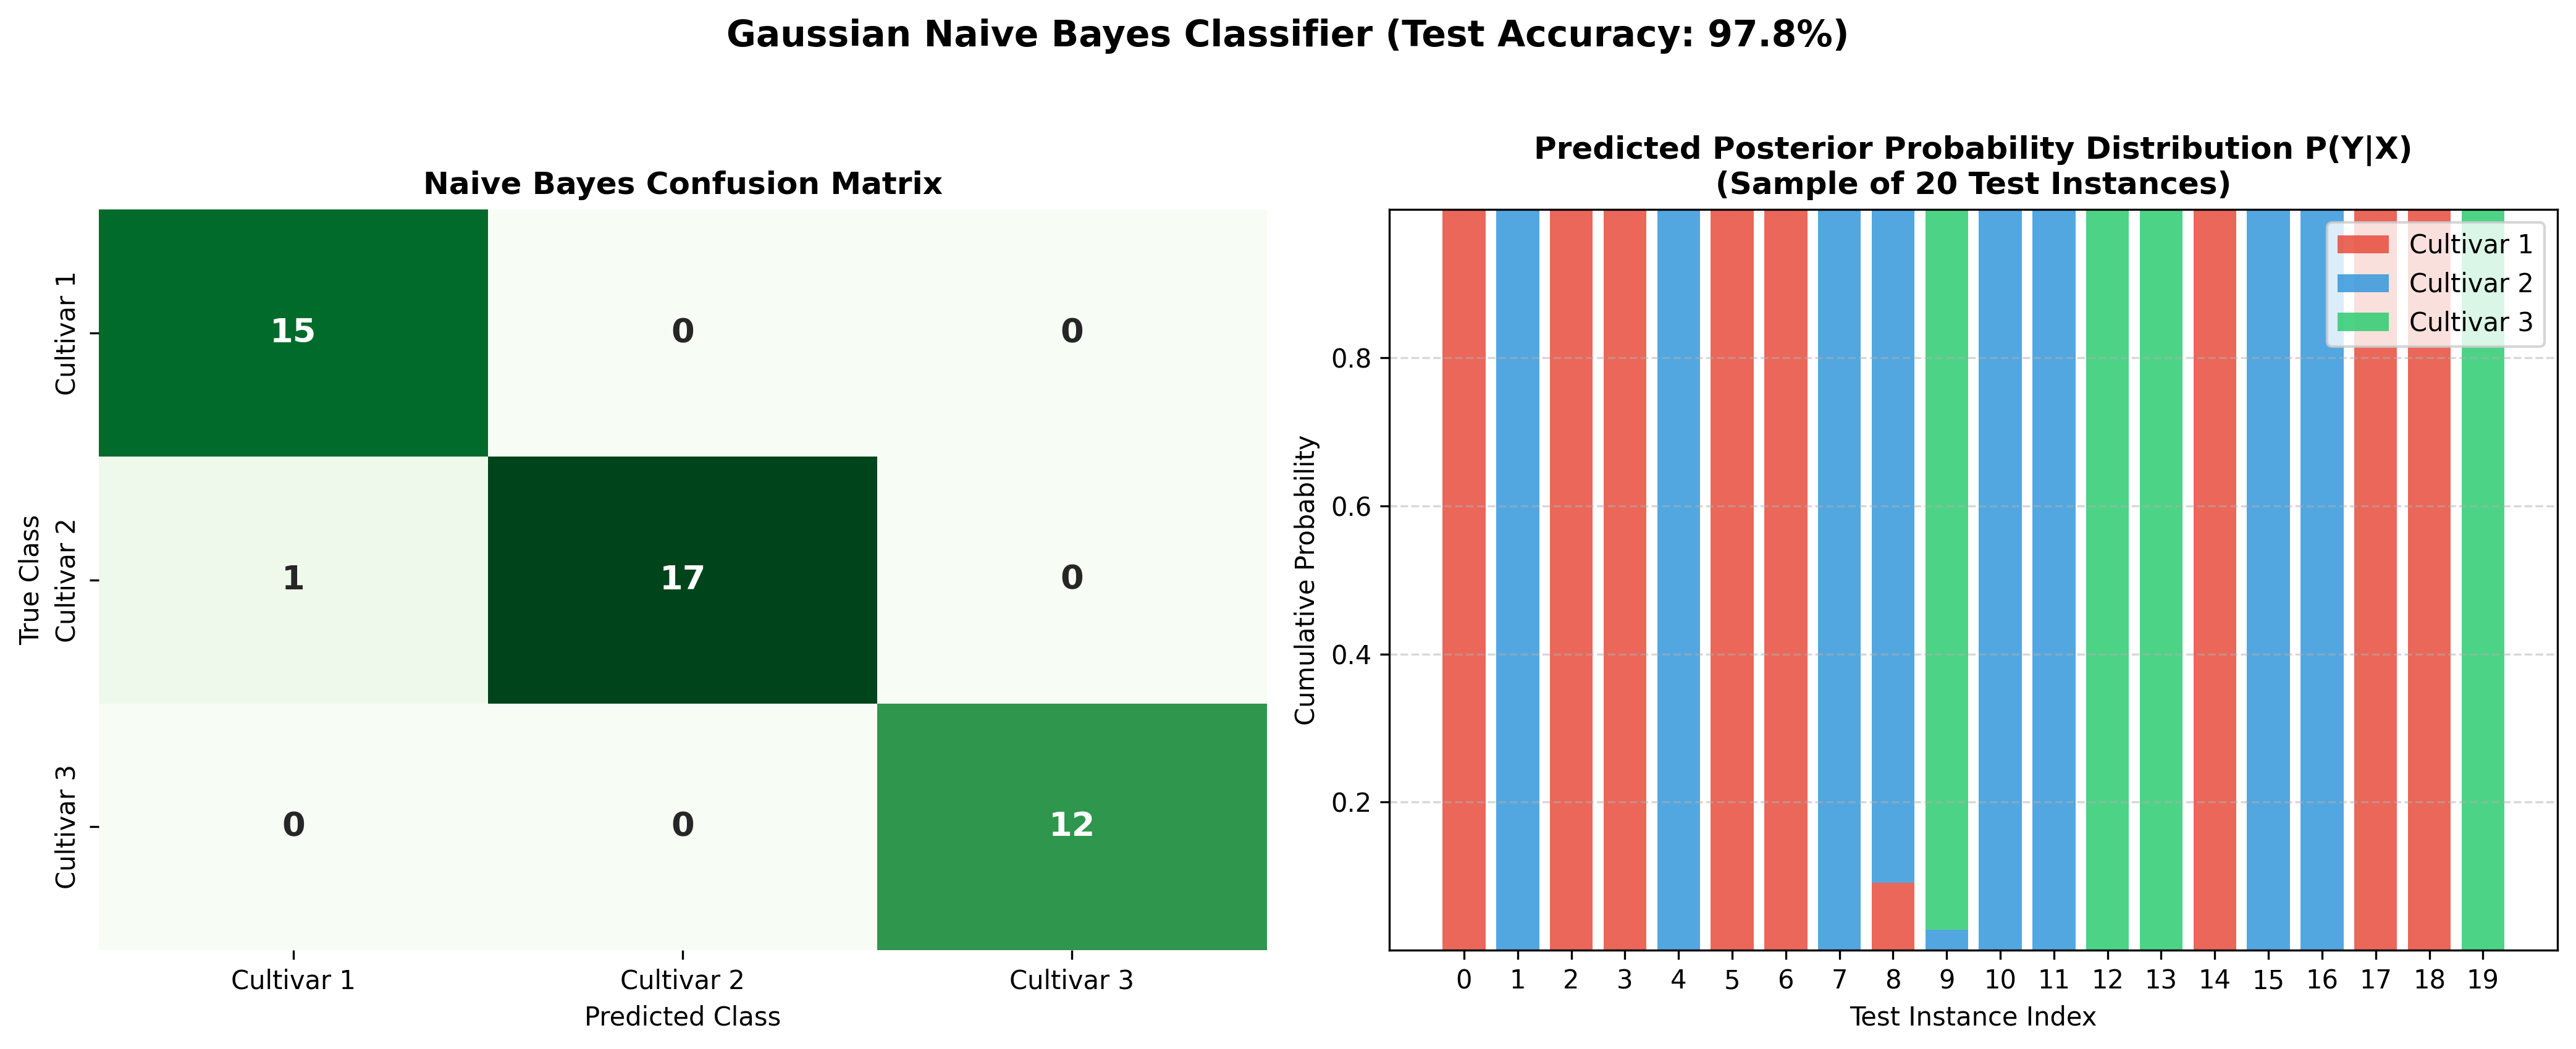 Gaussian Naive Bayes Classifier (Test Accuracy: 97.8%)
Naive Bayes Confusion Matrix
True Class
Cultivar 1
Cultivar 2
Cultivar 3
15
0
0
1
17
0
0
0
12
Cultivar 1
Cultivar 2
Cultivar 3
Predicted Class
Predicted Posterior Probability Distribution P(Y|X)
(Sample of 20 Test Instances)
Cumulative Probability
0.8
0.6
0.4
0.2
Cultivar 1
Cultivar 2
Cultivar 3
0 1 2 3 4 5 6 7 8 9 10 11 12 13 14 15 16 17 18 19
Test Instance Index